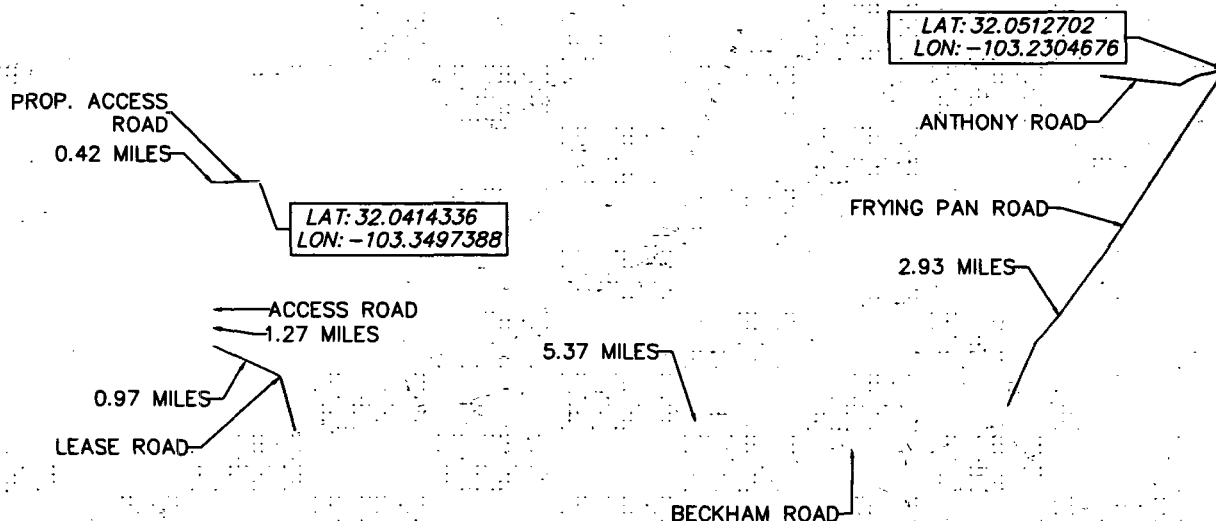 LAT: 32.0512702
LON: -103.2304676
PROP. ACCESS
ROAD
ANTHONY ROAD
0.42 MILES
LAT: 32.0414336
LON: -103.3497388
FRYING PAN ROAD
2.93 MILES
ACCESS ROAD
1.27 MILES
5.37 MILES
0.97 MILES
LEASE ROAD
BECKHAM ROAD